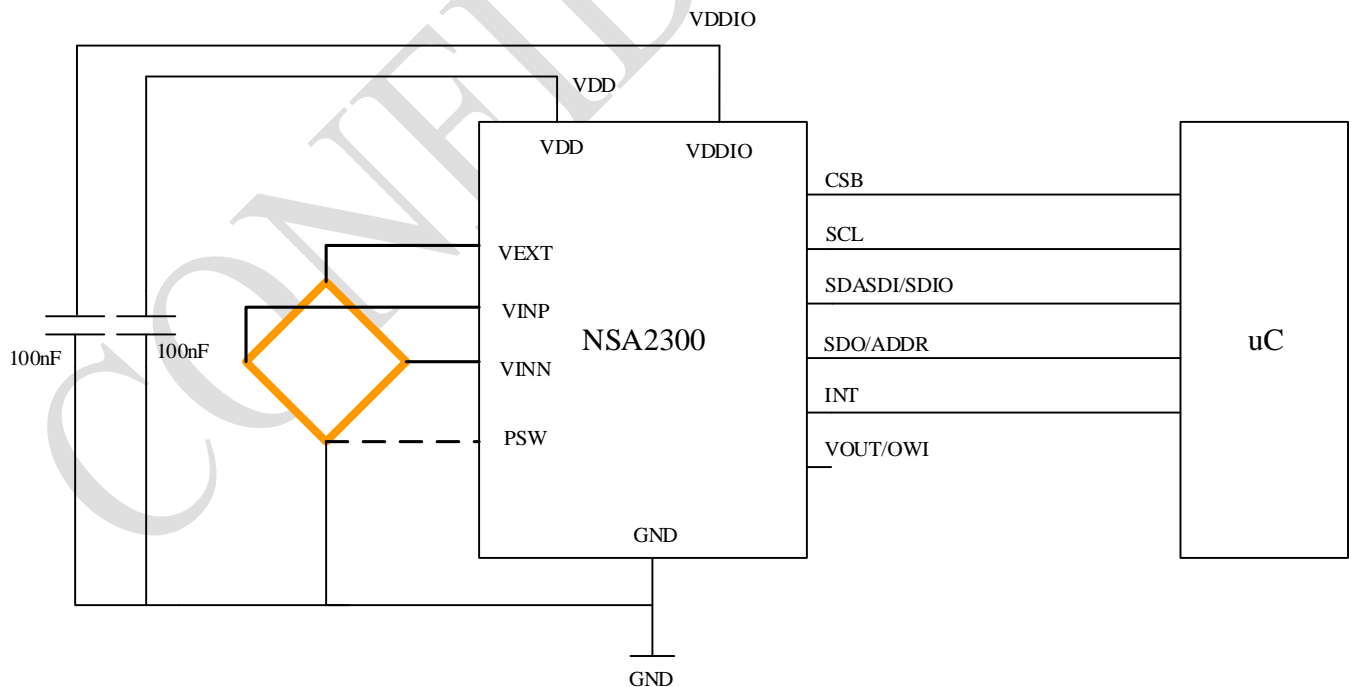 VDDIO
VDD
VDD
VDDIO
CSB
SCL
VEXT
SDASDI/SDIO
VINP
NSA2300
uC
100nF
100nF
SDO/ADDR
VINN
INT
PSW
VOUT/OWI
GND
GND
CONFID